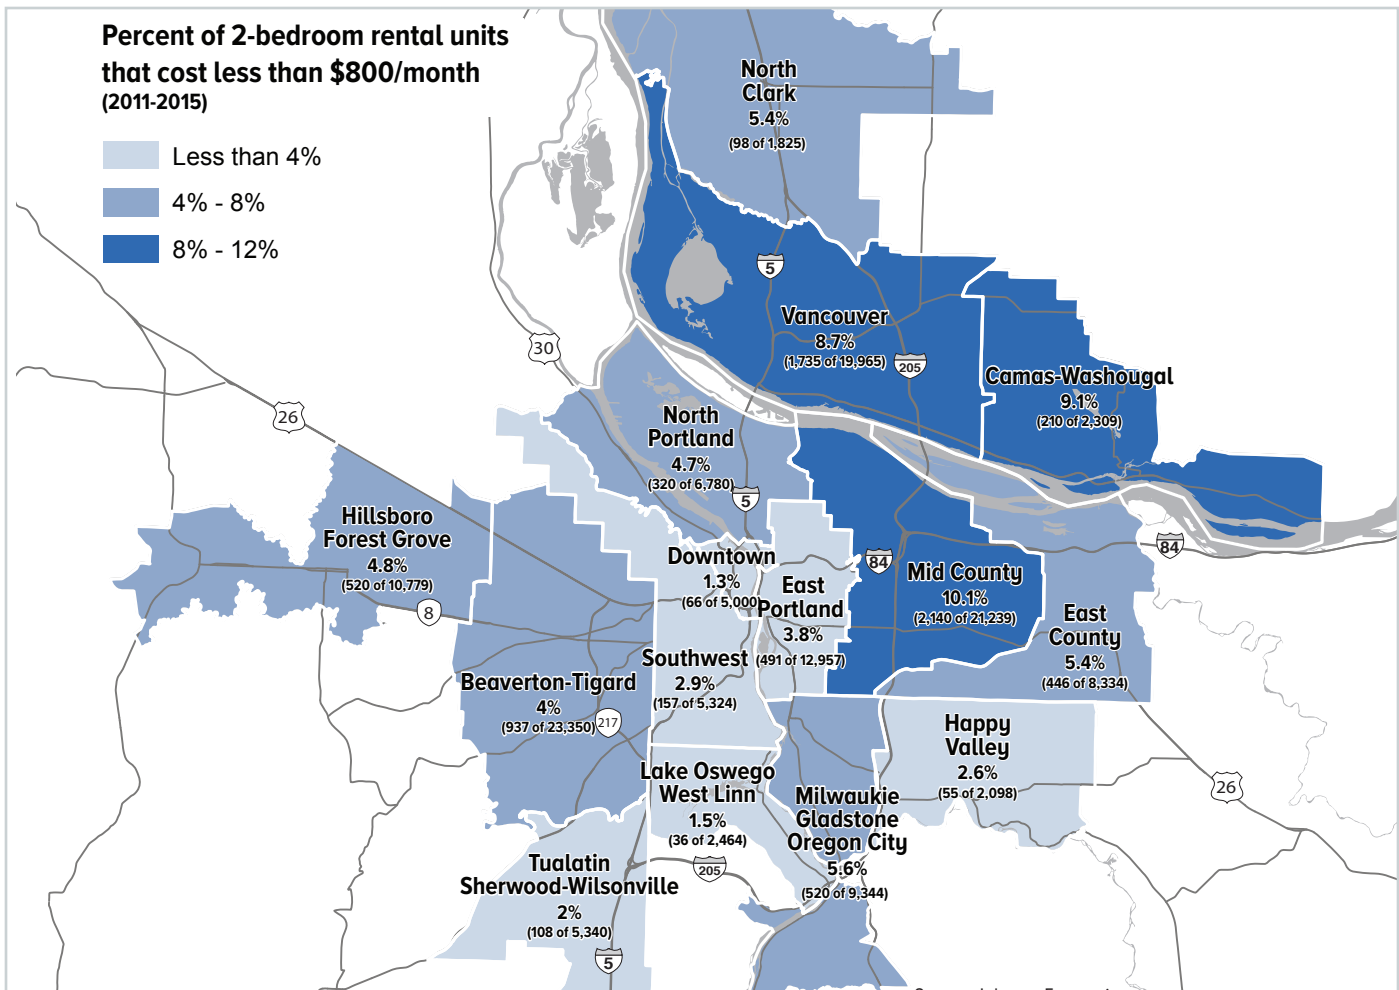 Percent of 2-bedroom rental units
that cost less than $800/month
(2011-2015)
Less than 4%
4% - 8%
8% - 12%
North
Clark
5.4%
(98 of 1,825)
5
Vancouver
8.7%
(1,735 of 19,965)
205
Camas-Washougal
9.1%
(210 of 2,309)
30
26
North
Portland
4.7%
(320 of 6,780)
5
Hillsboro
Forest Grove
4.8%
(520 of 10,779)
8
Downtown
1.3%
(66 of 5,000)
East
Portland
3.8%
(491 of 12,957)
84
Mid County
10.1%
(2,140 of 21,239)
84
East
County
5.4%
(446 of 8,334)
Southwest
2.9%
(157 of 5,324)
Beaverton-Tigard
4%
(937 of 23,350)
217
Happy
Valley
2.6%
(55 of 2,098)
26
Lake Oswego
West Linn
1.5%
(36 of 2,464)
205
Milwaukie
Gladstone
Oregon City
5.6%
(520 of 9,344)
Tualatin
Sherwood-Wilsonville
2%
(108 of 5,340)
5